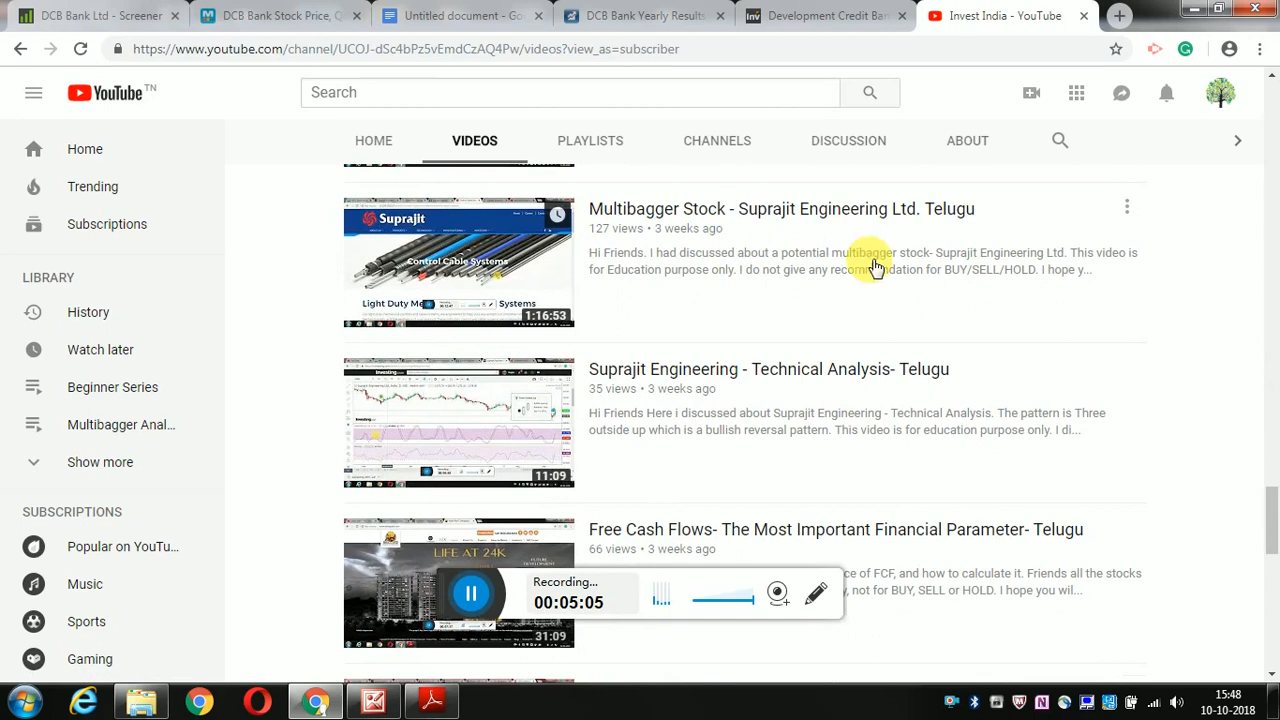 DCB Bank Ltd - Screener
DCB Bank Stock Price, Q
Untitled document - Go
DCB Bank Yearly Results
Development Credit Ban
Invest India - YouTube
https://www.youtube.com/channel/UCOJ-dSc4bPz5vEmdCzAQ4Pw/videos?view_as=subscriber
YouTube TN
Search
HOME
VIDEOS
PLAYLISTS
CHANNELS
DISCUSSION
ABOUT
Home
Trending
Subscriptions
LIBRARY
History
Watch later
Beginner Series
Multibagger Anal...
Show more
SUBSCRIPTIONS
Popular on YouTu...
Music
Sports
Gaming
Suprajit
Control Cable Systems
Light Duty Systems
1:16:53
Multibagger Stock - Suprajit Engineering Ltd. Telugu
127 views • 3 weeks ago
Hi Friends. I had discussed about a potential multibagger stock- Suprajit Engineering Ltd. This video is
for Education purpose only. I do not give any recommendation for BUY/SELL/HOLD. I hope y...
11:09
Suprajit Engineering - Technical Analysis- Telugu
35 views • 3 weeks ago
Hi Friends Here i discussed about Suprajit Engineering - Technical Analysis. The pattern is Three
outside up which is a bullish reversal pattern. This video is for education purpose only. I di...
LIFE AT 24K
31:09
Free Cash Flows- The Most Important Financial Parameter- Telugu
66 views • 3 weeks ago
of FCF, and how to calculate it. Friends all the stocks
not for BUY, SELL or HOLD. I hope you wil...
Recording...
00:05:05
15:48
10-10-2018